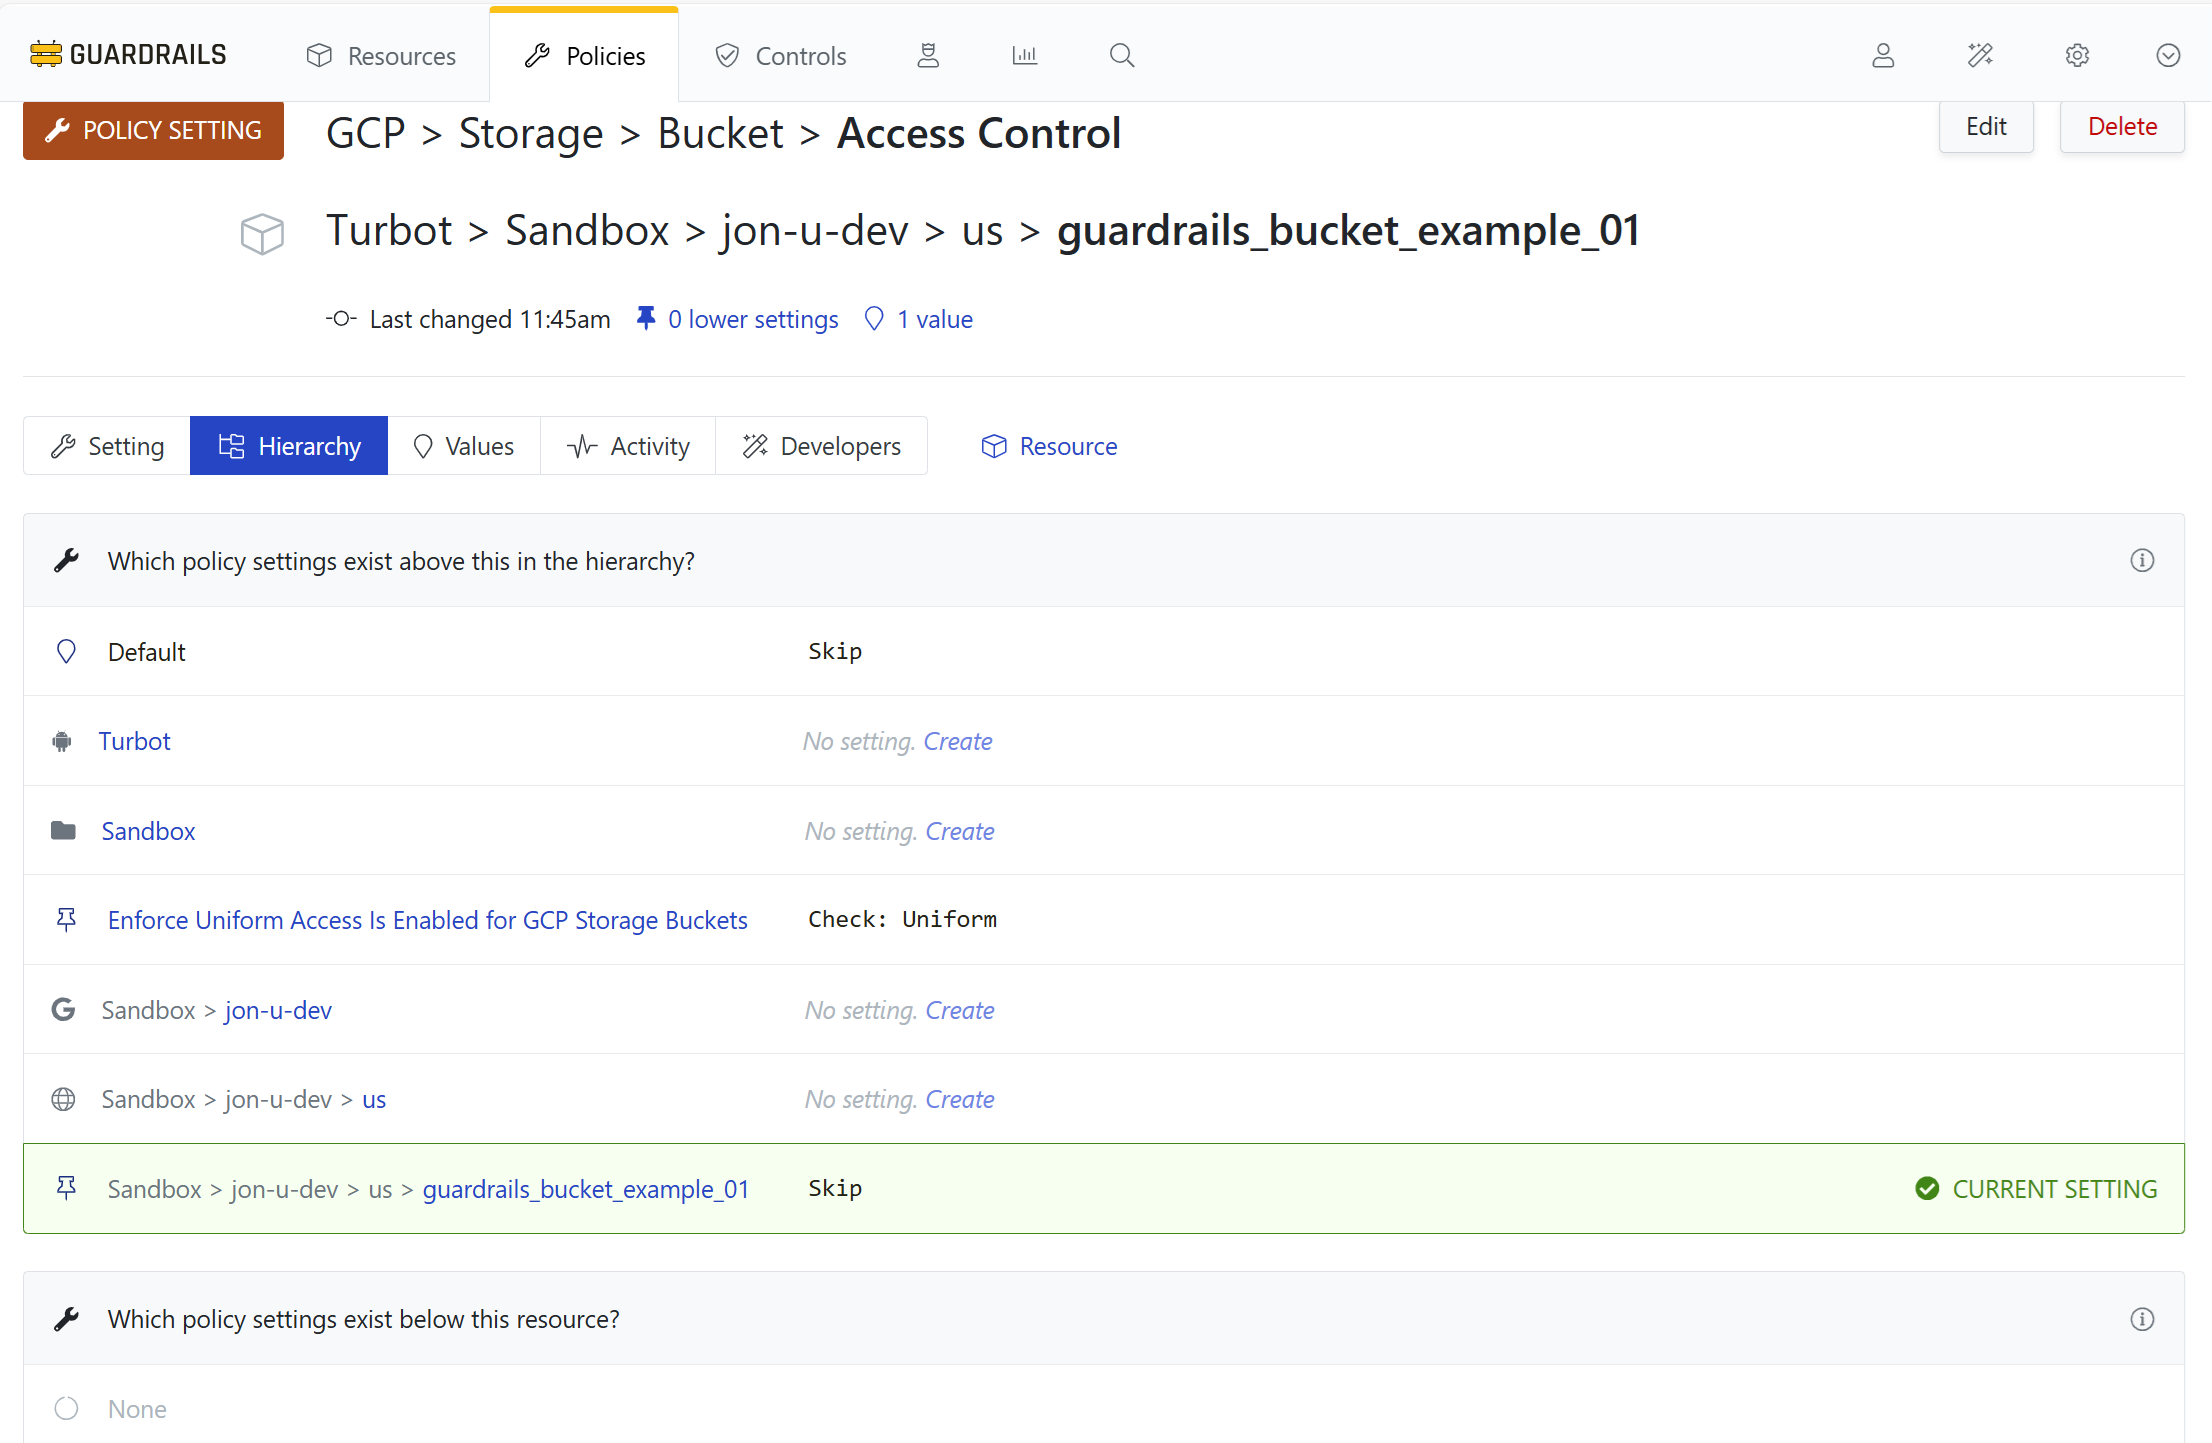 GUARDRAILS Resources Policies Controls
POLICY SETTING GCP > Storage > Bucket > Access Control Edit Delete
Turbot > Sandbox > jon-u-dev > us > guardrails_bucket_example_01
Last changed 11:45am 0 lower settings 1 value
Setting Hierarchy Values Activity Developers Resource
Which policy settings exist above this in the hierarchy?
Default Skip
Turbot No setting. Create
Sandbox No setting. Create
Enforce Uniform Access Is Enabled for GCP Storage Buckets Check: Uniform
Sandbox > jon-u-dev No setting. Create
Sandbox > jon-u-dev > us No setting. Create
Sandbox > jon-u-dev > us > guardrails_bucket_example_01 Skip CURRENT SETTING
Which policy settings exist below this resource?
None